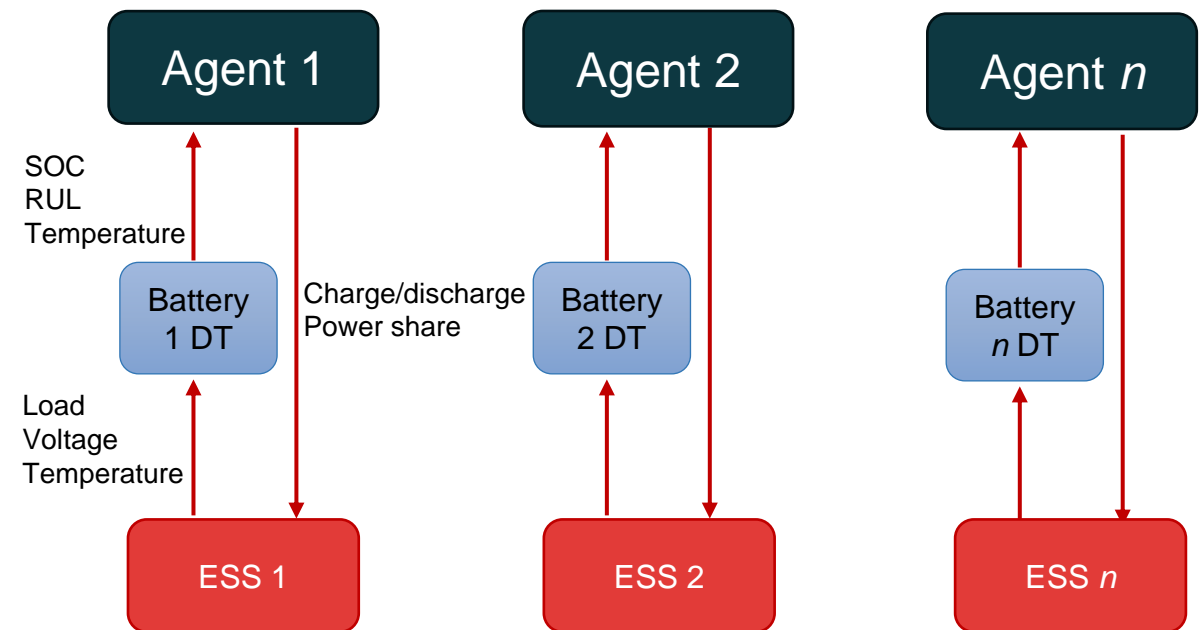 Agent 1
Agent 2
Agent n
SOC
RUL
Temperature
Battery
1 DT
Charge/discharge
Power share
Battery
2 DT
Battery
n DT
Load
Voltage
Temperature
ESS 1
ESS 2
ESS n